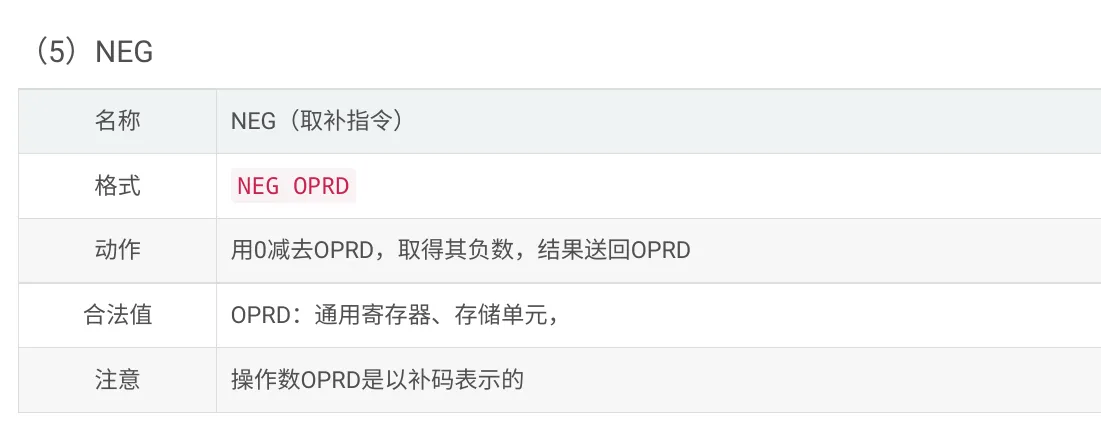 （5）NEG
名称 NEG（取补指令）
格式 NEG OPRD
动作 用0减去OPRD，取得其负数，结果送回OPRD
合法值 OPRD：通用寄存器、存储单元，
注意 操作数OPRD是以补码表示的